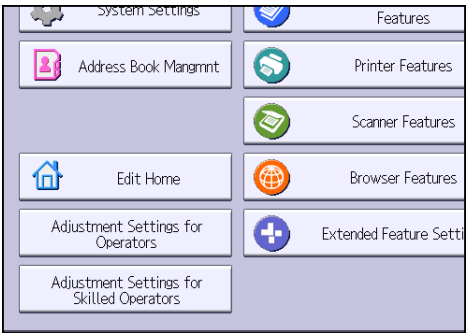 System Settings
Features
Address Book Mangmnt
Printer Features
Scanner Features
Edit Home
Browser Features
Adjustment Settings for
Operators
Extended Feature Setti
Adjustment Settings for
Skilled Operators